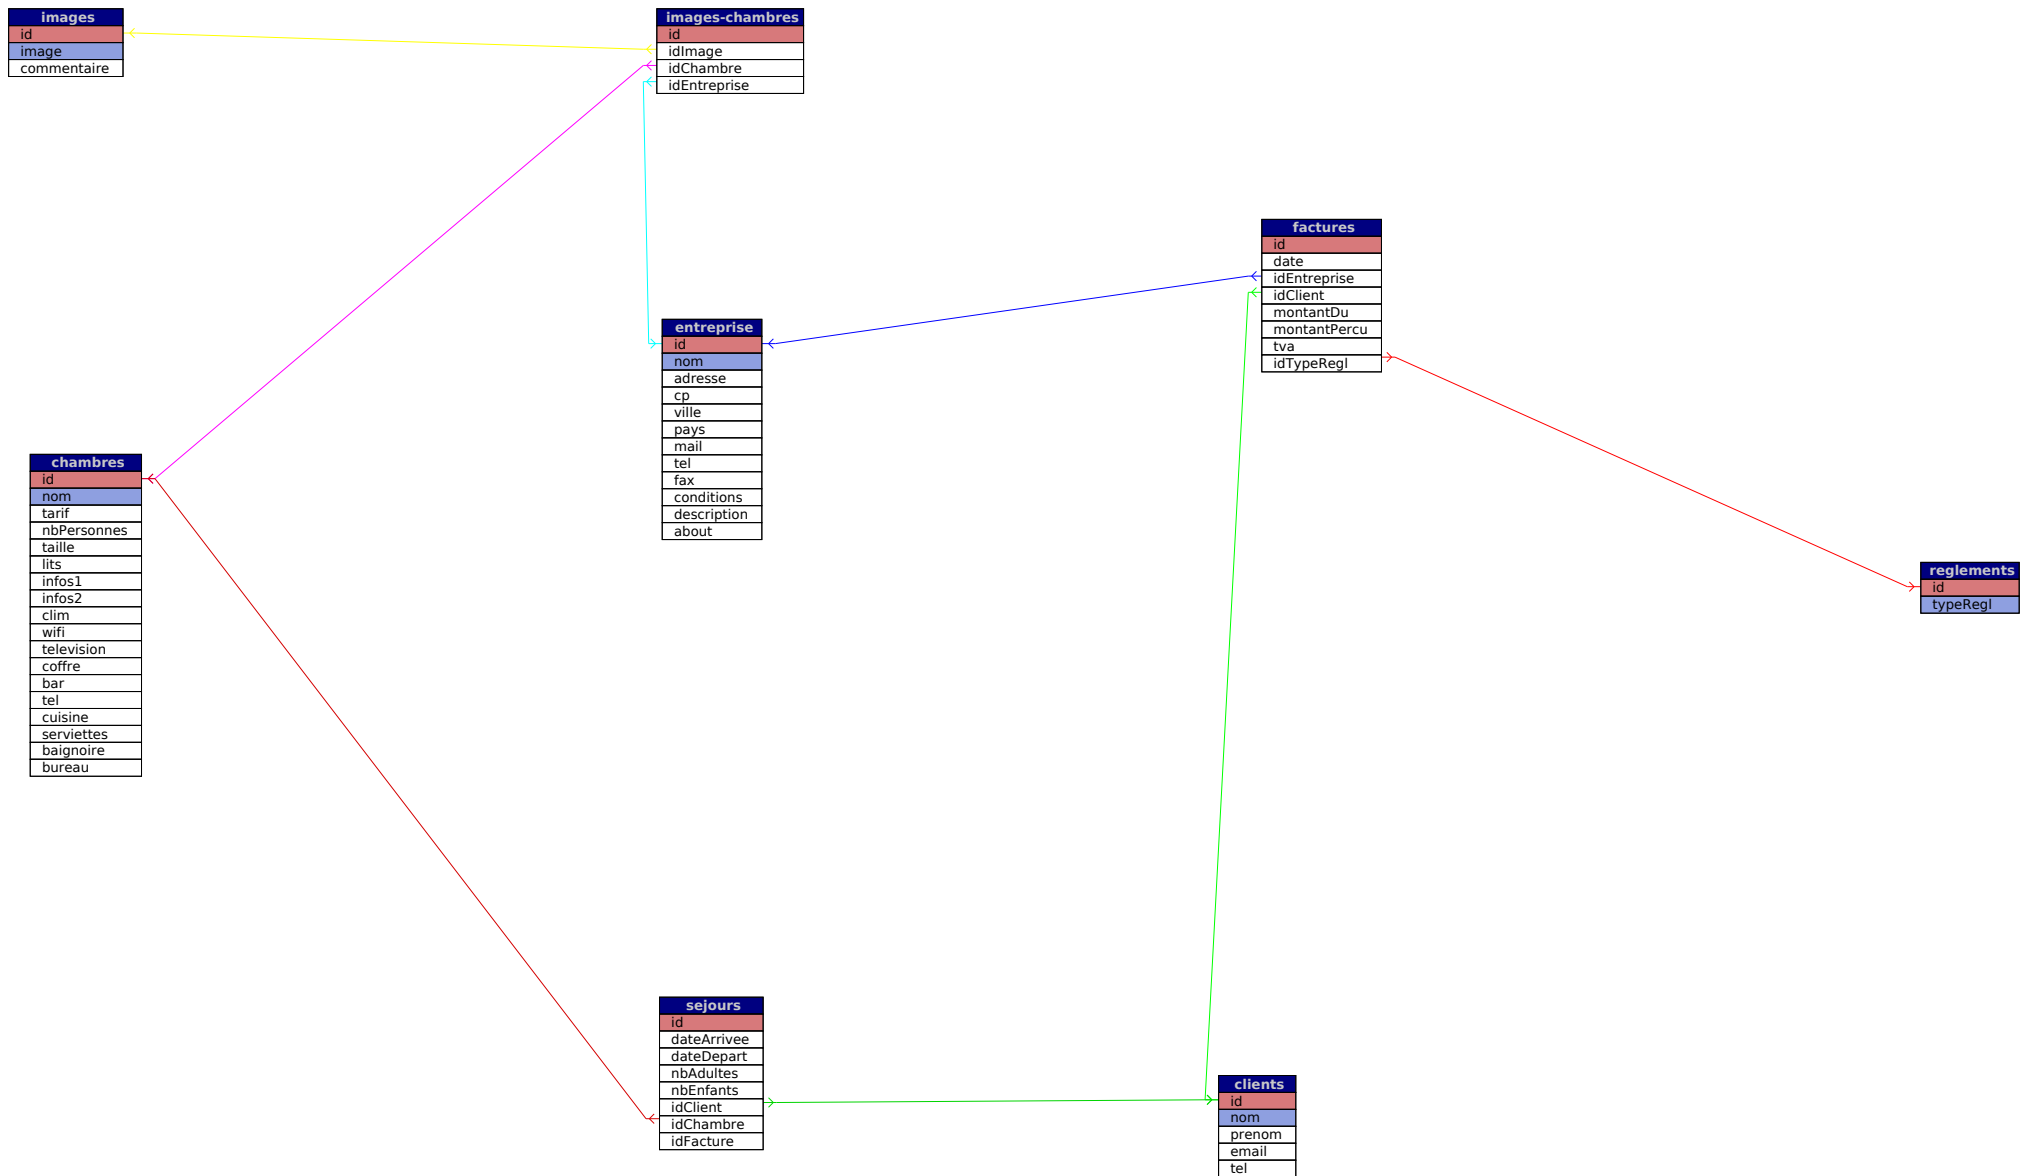 images
id
image
commentaire
images-chambres
id
idImage
idChambre
idEntreprise
factures
id
date
idEntreprise
idClient
montantDu
montantPercu
tva
idTypeRegl
entreprise
id
nom
adresse
cp
ville
pays
mail
tel
fax
conditions
description
about
chambres
id
nom
tarif
nbPersonnes
taille
lits
infos1
infos2
clim
wifi
television
coffre
bar
tel
cuisine
serviettes
baignoire
bureau
reglements
id
typeRegl
sejours
id
dateArrivee
dateDepart
nbAdultes
nbEnfants
idClient
idChambre
idFacture
clients
id
nom
prenom
email
tel